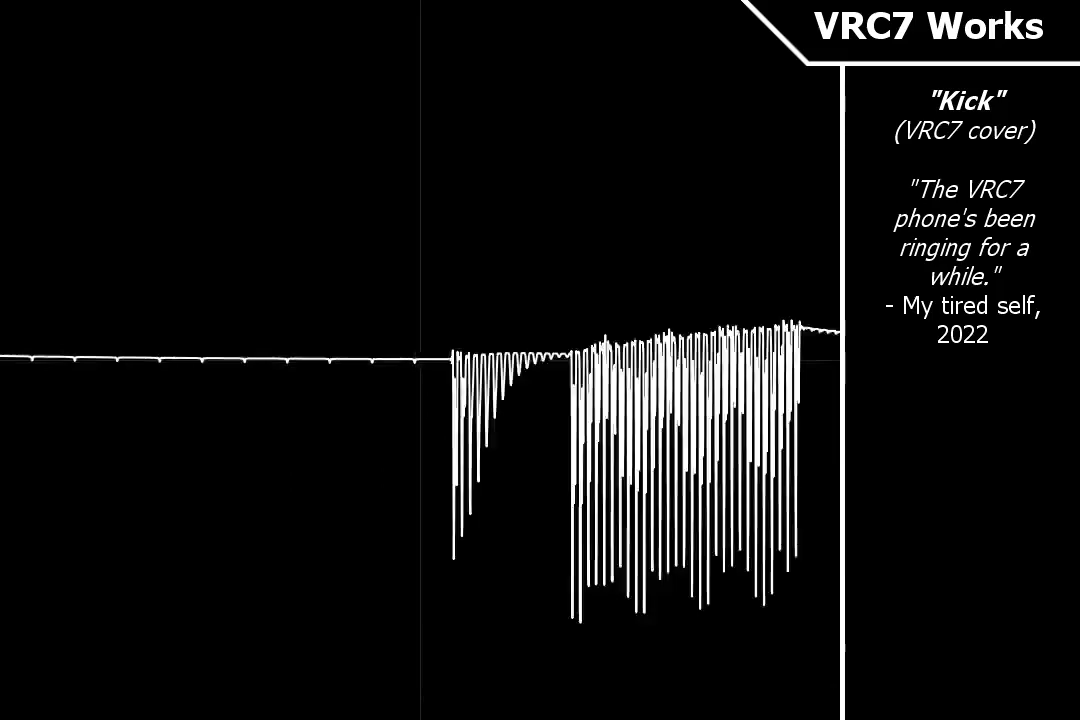 VRC7 Works
"Kick"
(VRC7 cover)
"The VRC7
phone's been
ringing for a
while."
- My tired self,
2022